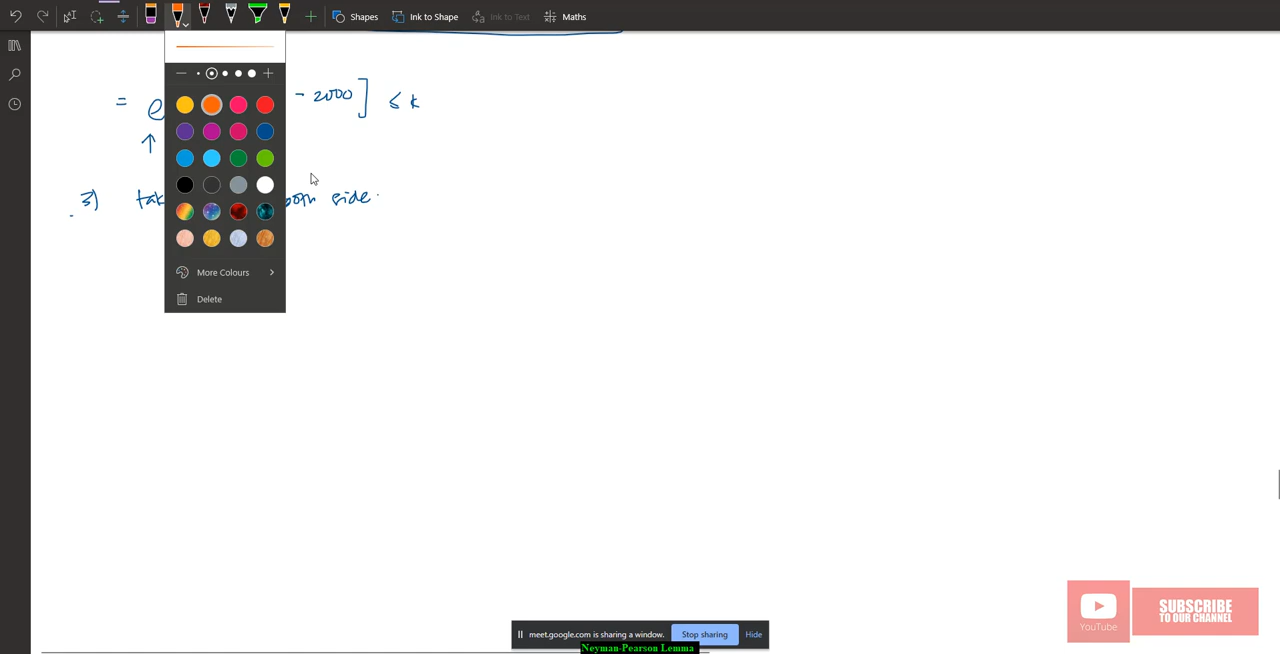 Shapes Ink to Shape Ink to Text Maths
= e - 2000 ] ≤ k
↑
3) tak both side.
More Colours
Delete
YouTube
SUBSCRIBE
TO OUR CHANNEL
meet.google.com is sharing a window. Stop sharing Hide
Neyman-Pearson Lemma